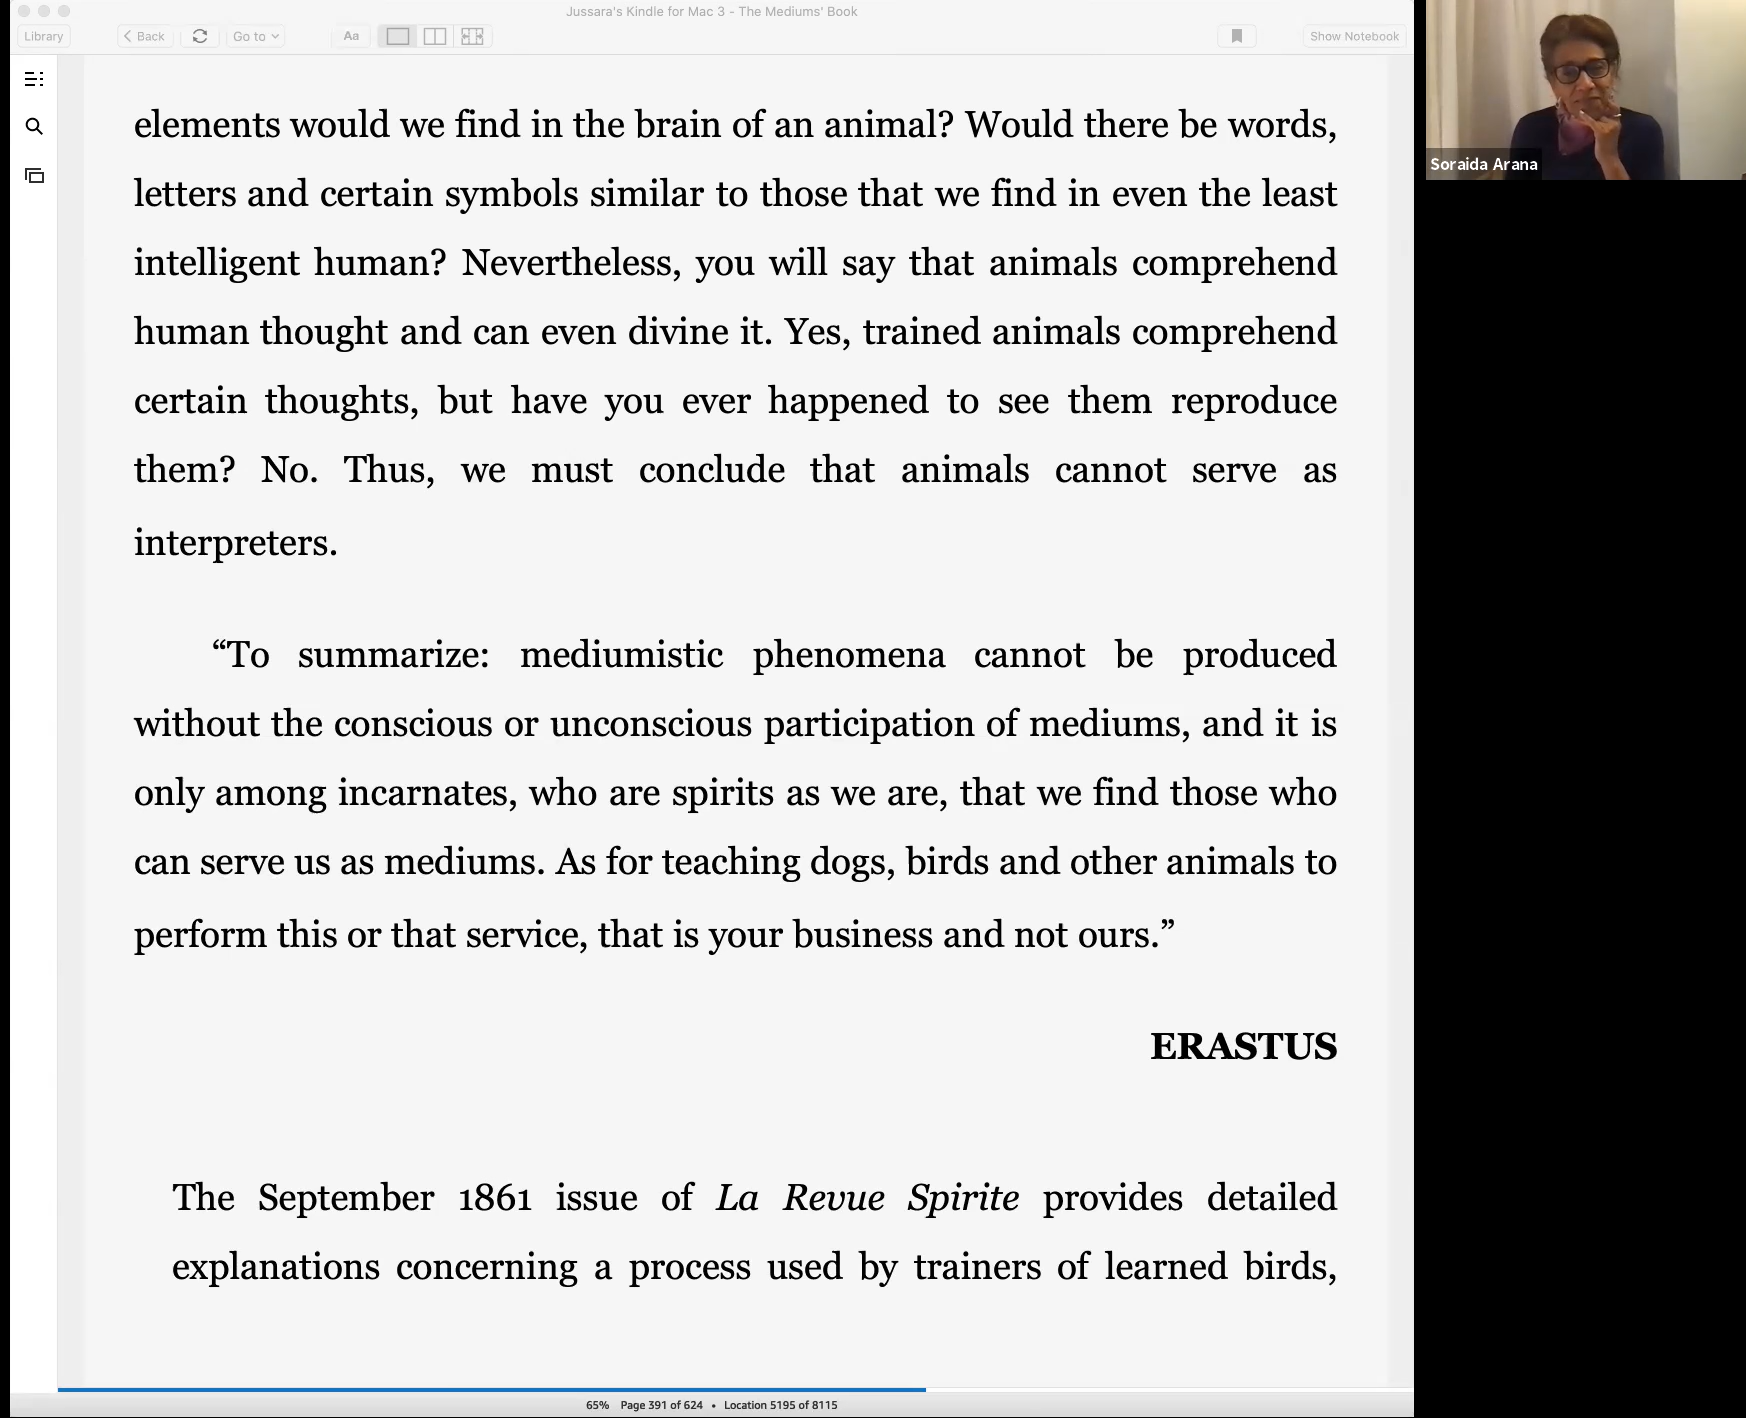 Jussara's Kindle for Mac 3 - The Mediums' Book
Library
Back
Go to
Aa
Show Notebook
elements would we find in the brain of an animal? Would there be words,
letters and certain symbols similar to those that we find in even the least
intelligent human? Nevertheless, you will say that animals comprehend
human thought and can even divine it. Yes, trained animals comprehend
certain thoughts, but have you ever happened to see them reproduce
them? No. Thus, we must conclude that animals cannot serve as
interpreters.
“To summarize: mediumistic phenomena cannot be produced
without the conscious or unconscious participation of mediums, and it is
only among incarnates, who are spirits as we are, that we find those who
can serve us as mediums. As for teaching dogs, birds and other animals to
perform this or that service, that is your business and not ours.”
ERASTUS
The September 1861 issue of La Revue Spirite provides detailed
explanations concerning a process used by trainers of learned birds,
65% Page 391 of 624 • Location 5195 of 8115
Soraida Arana